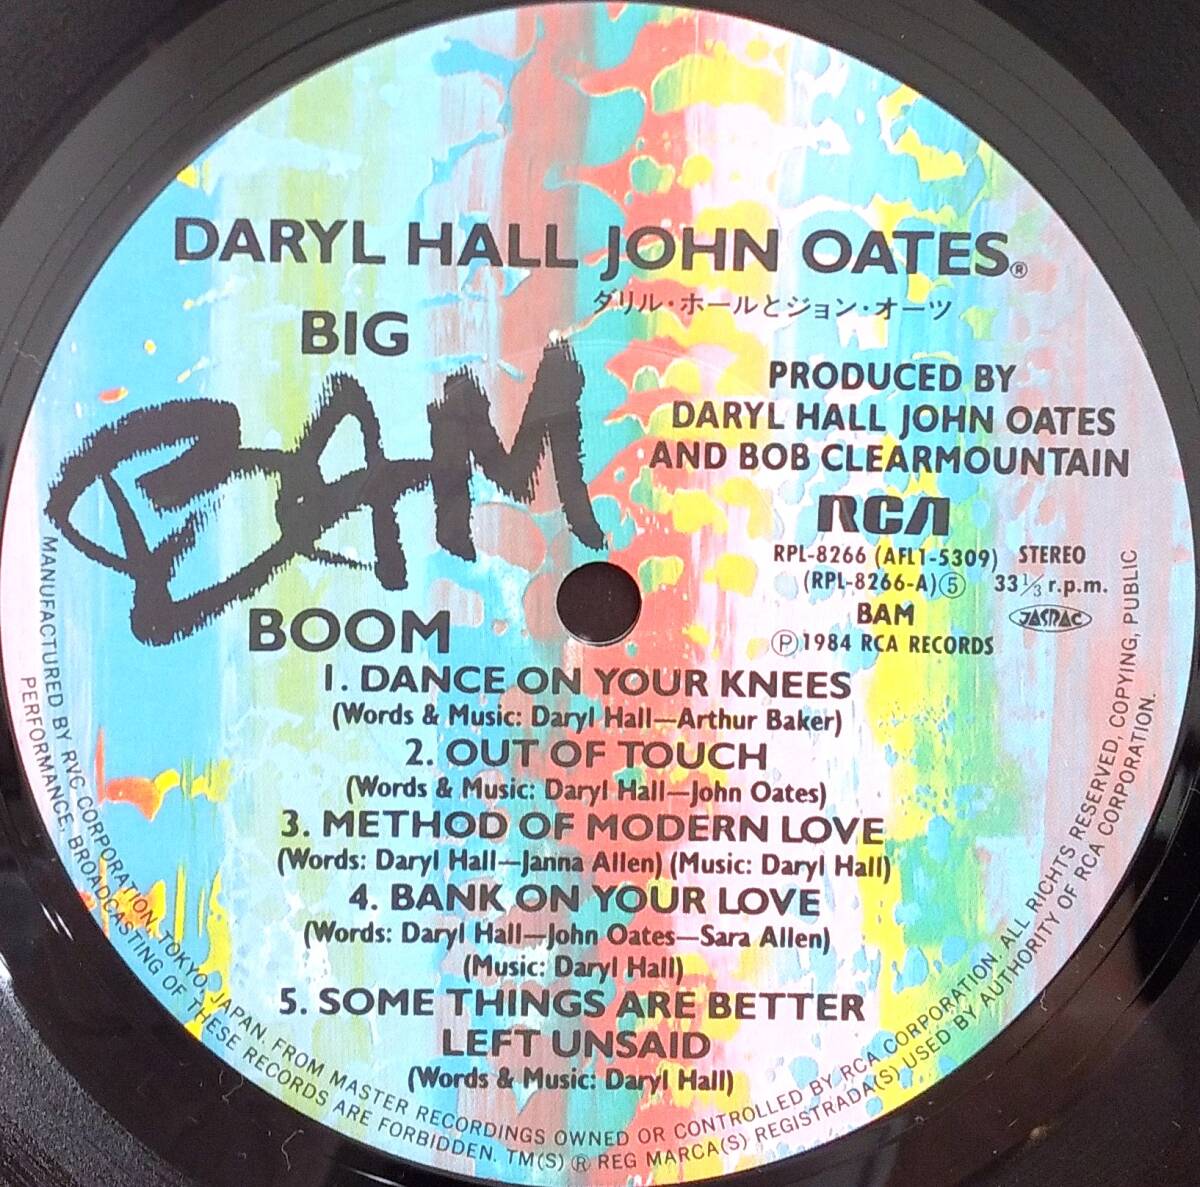 DARYL HALL JOHN OATES®
ダリル・ホールとジョン・オーツ
BIG
BAM
BOOM
PRODUCED BY
DARYL HALL JOHN OATES
AND BOB CLEARMOUNTAIN
RCA
RPL-8266 (AFL1-5309) STEREO
(RPL-8266-A)⑤ 33⅓ r.p.m.
BAM JASRAC
Ⓟ1984 RCA RECORDS
1. DANCE ON YOUR KNEES
(Words & Music: Daryl Hall—Arthur Baker)
2. OUT OF TOUCH
(Words & Music: Daryl Hall—John Oates)
3. METHOD OF MODERN LOVE
(Words: Daryl Hall—Janna Allen) (Music: Daryl Hall)
4. BANK ON YOUR LOVE
(Words: Daryl Hall—John Oates—Sara Allen)
(Music: Daryl Hall)
5. SOME THINGS ARE BETTER
LEFT UNSAID
(Words & Music: Daryl Hall)
MANUFACTURED BY RVC CORPORATION, TOKYO, JAPAN. FROM MASTER RECORDINGS OWNED OR CONTROLLED BY RCA CORPORATION. ALL RIGHTS RESERVED, COPYING, PUBLIC
PERFORMANCE, BROADCASTING OF THESE RECORDS ARE FORBIDDEN. TM(S) ® REG MARCA(S) REGISTRADA(S) USED BY AUTHORITY OF RCA CORPORATION.